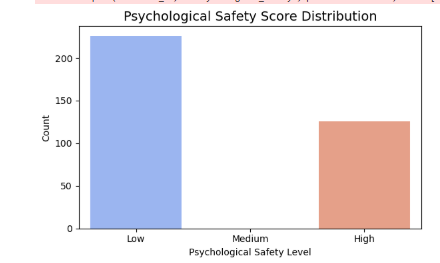 Psychological Safety Score Distribution
200
150
100
50
0
Count
Low Medium High
Psychological Safety Level